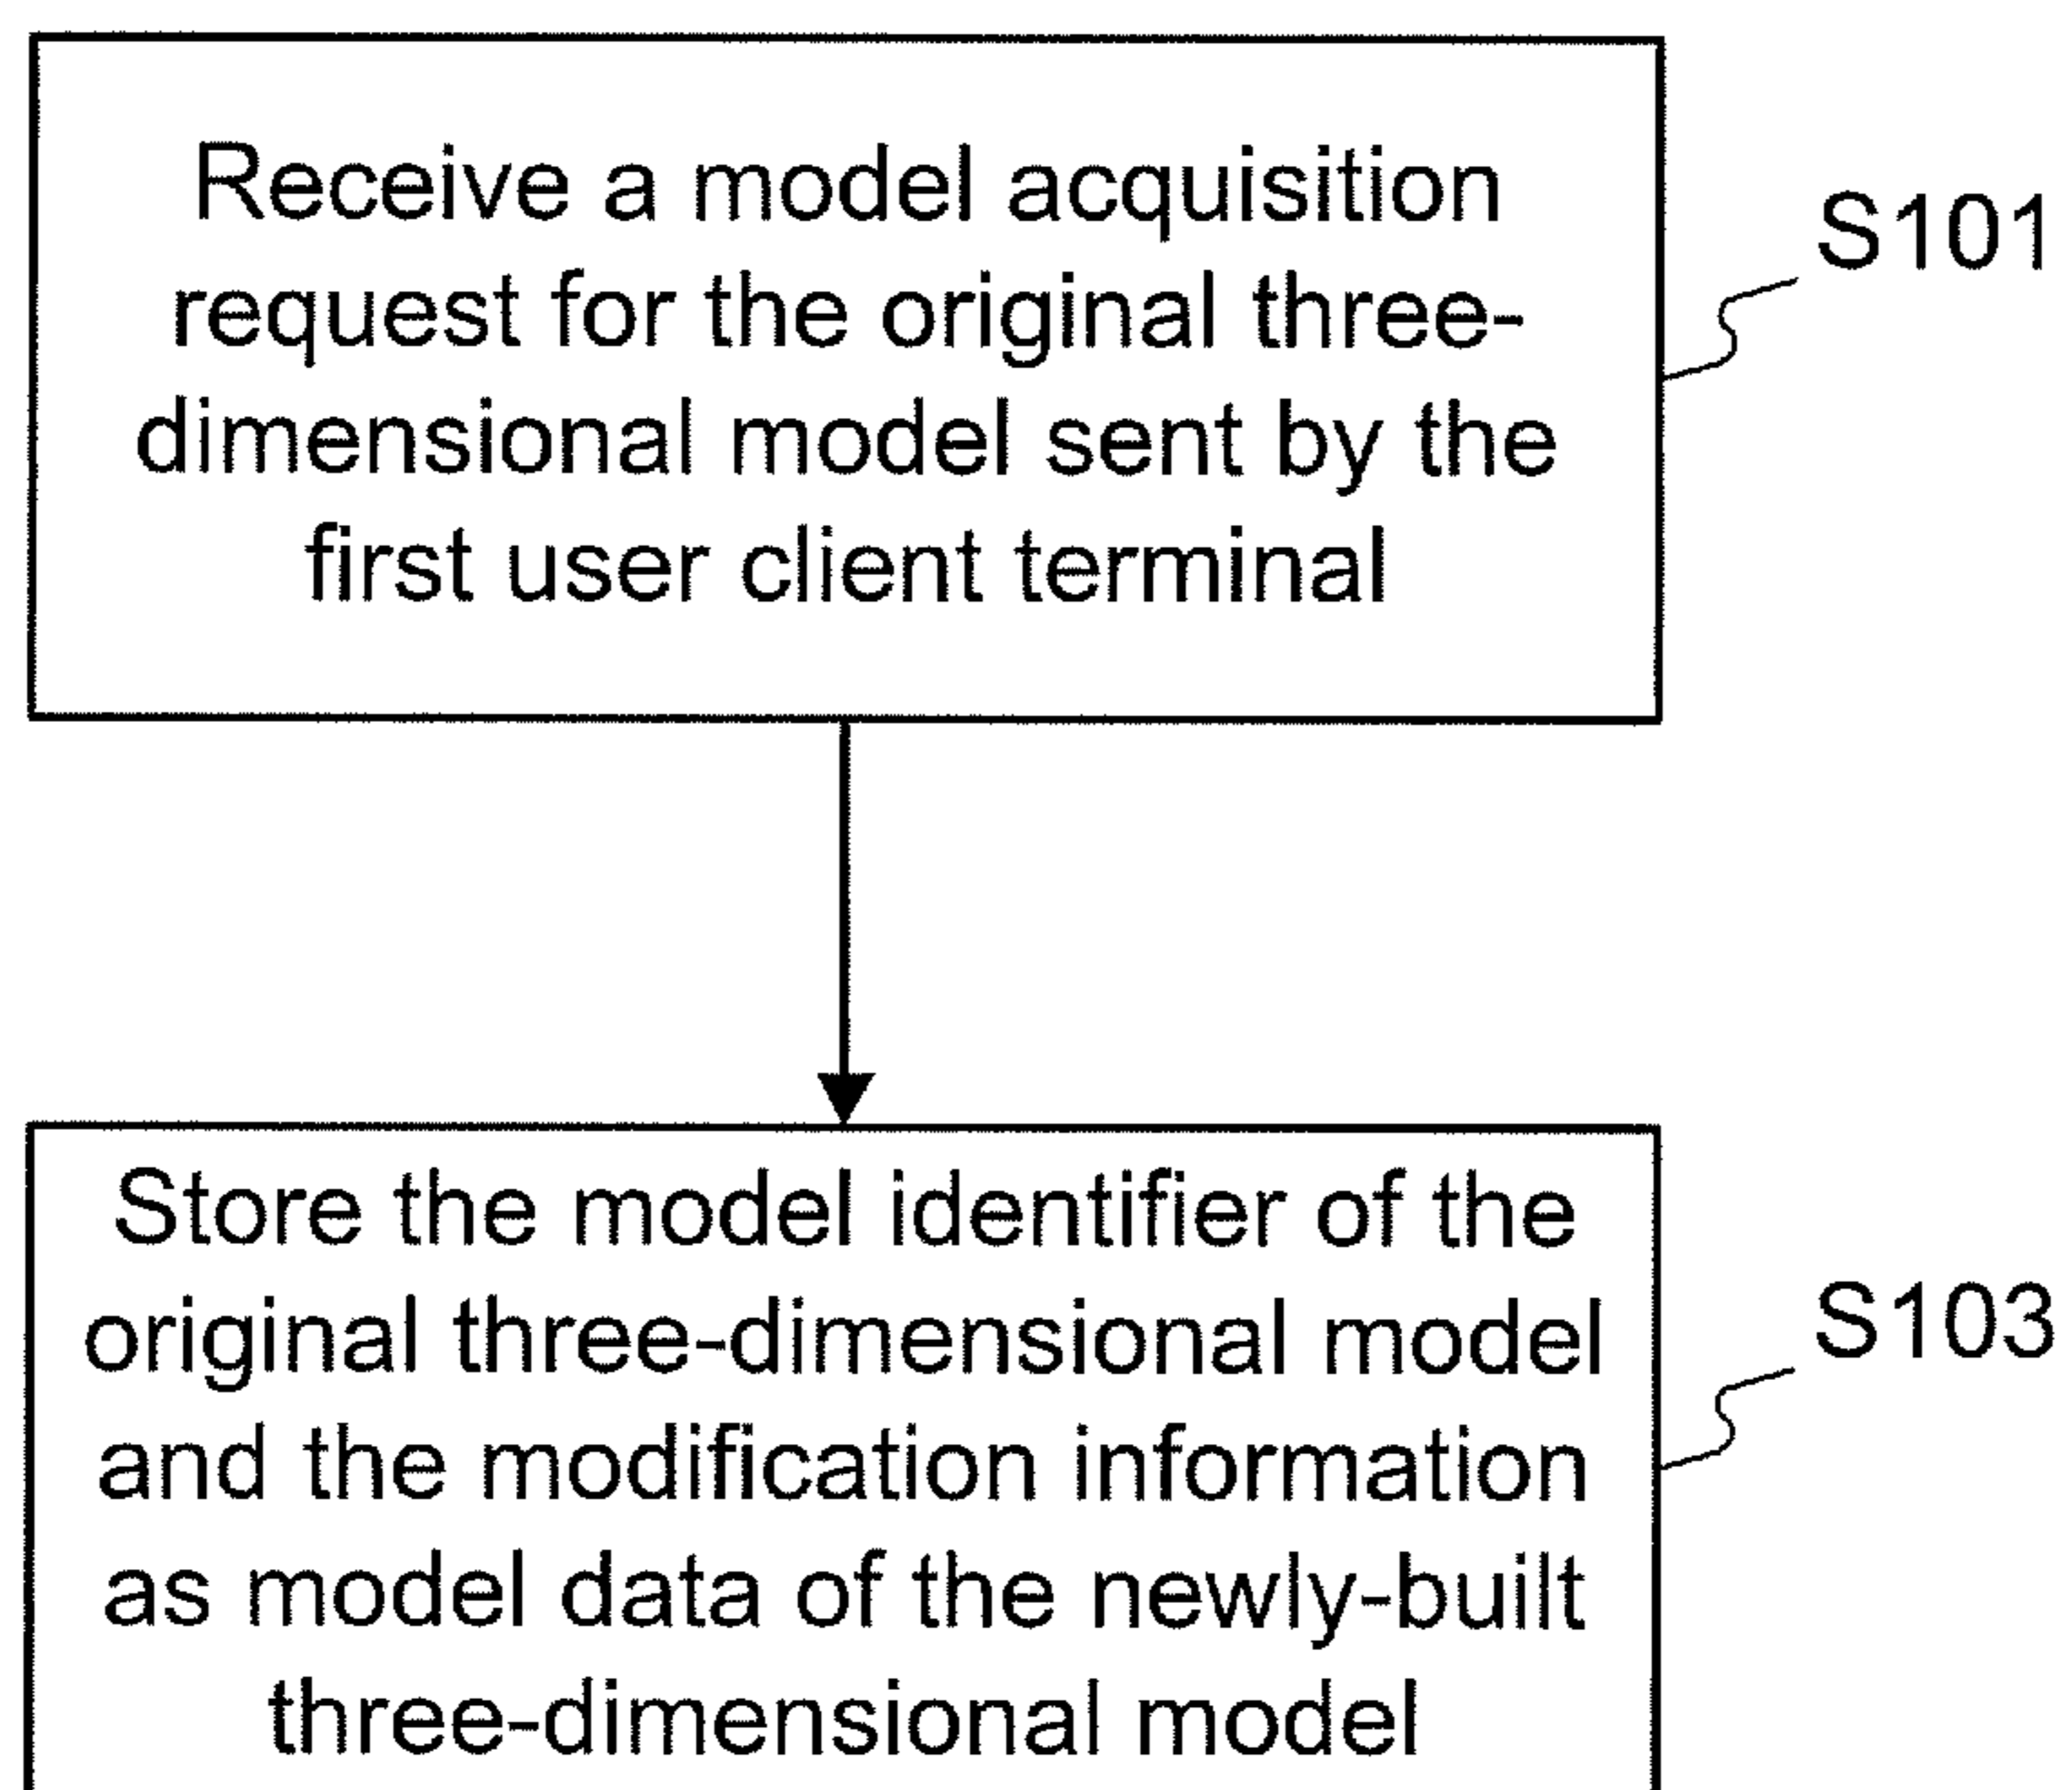 Receive a model acquisition
request for the original three-
dimensional model sent by the
first user client terminal
S101
Store the model identifier of the
original three-dimensional model
and the modification information
as model data of the newly-built
three-dimensional model
S103